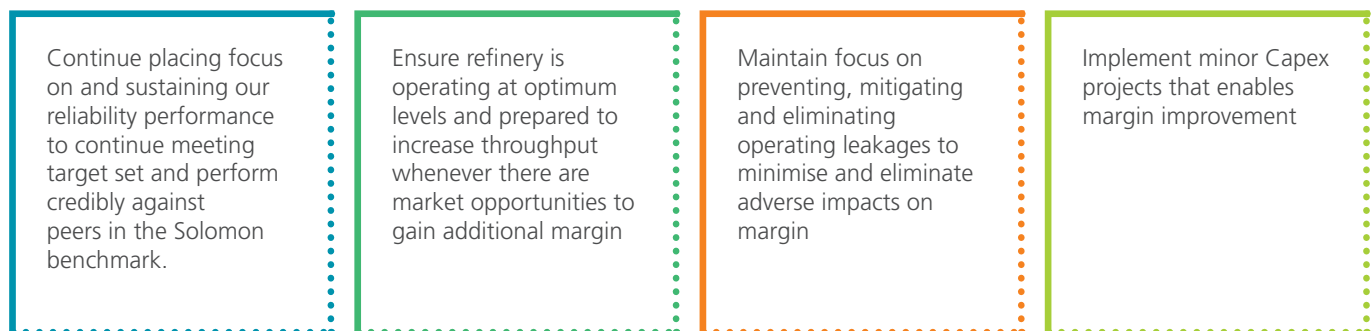 Continue placing focus
on and sustaining our
reliability performance
to continue meeting
target set and perform
credibly against
peers in the Solomon
benchmark.
Ensure refinery is
operating at optimum
levels and prepared to
increase throughput
whenever there are
market opportunities to
gain additional margin
Maintain focus on
preventing, mitigating
and eliminating
operating leakages to
minimise and eliminate
adverse impacts on
margin
Implement minor Capex
projects that enables
margin improvement